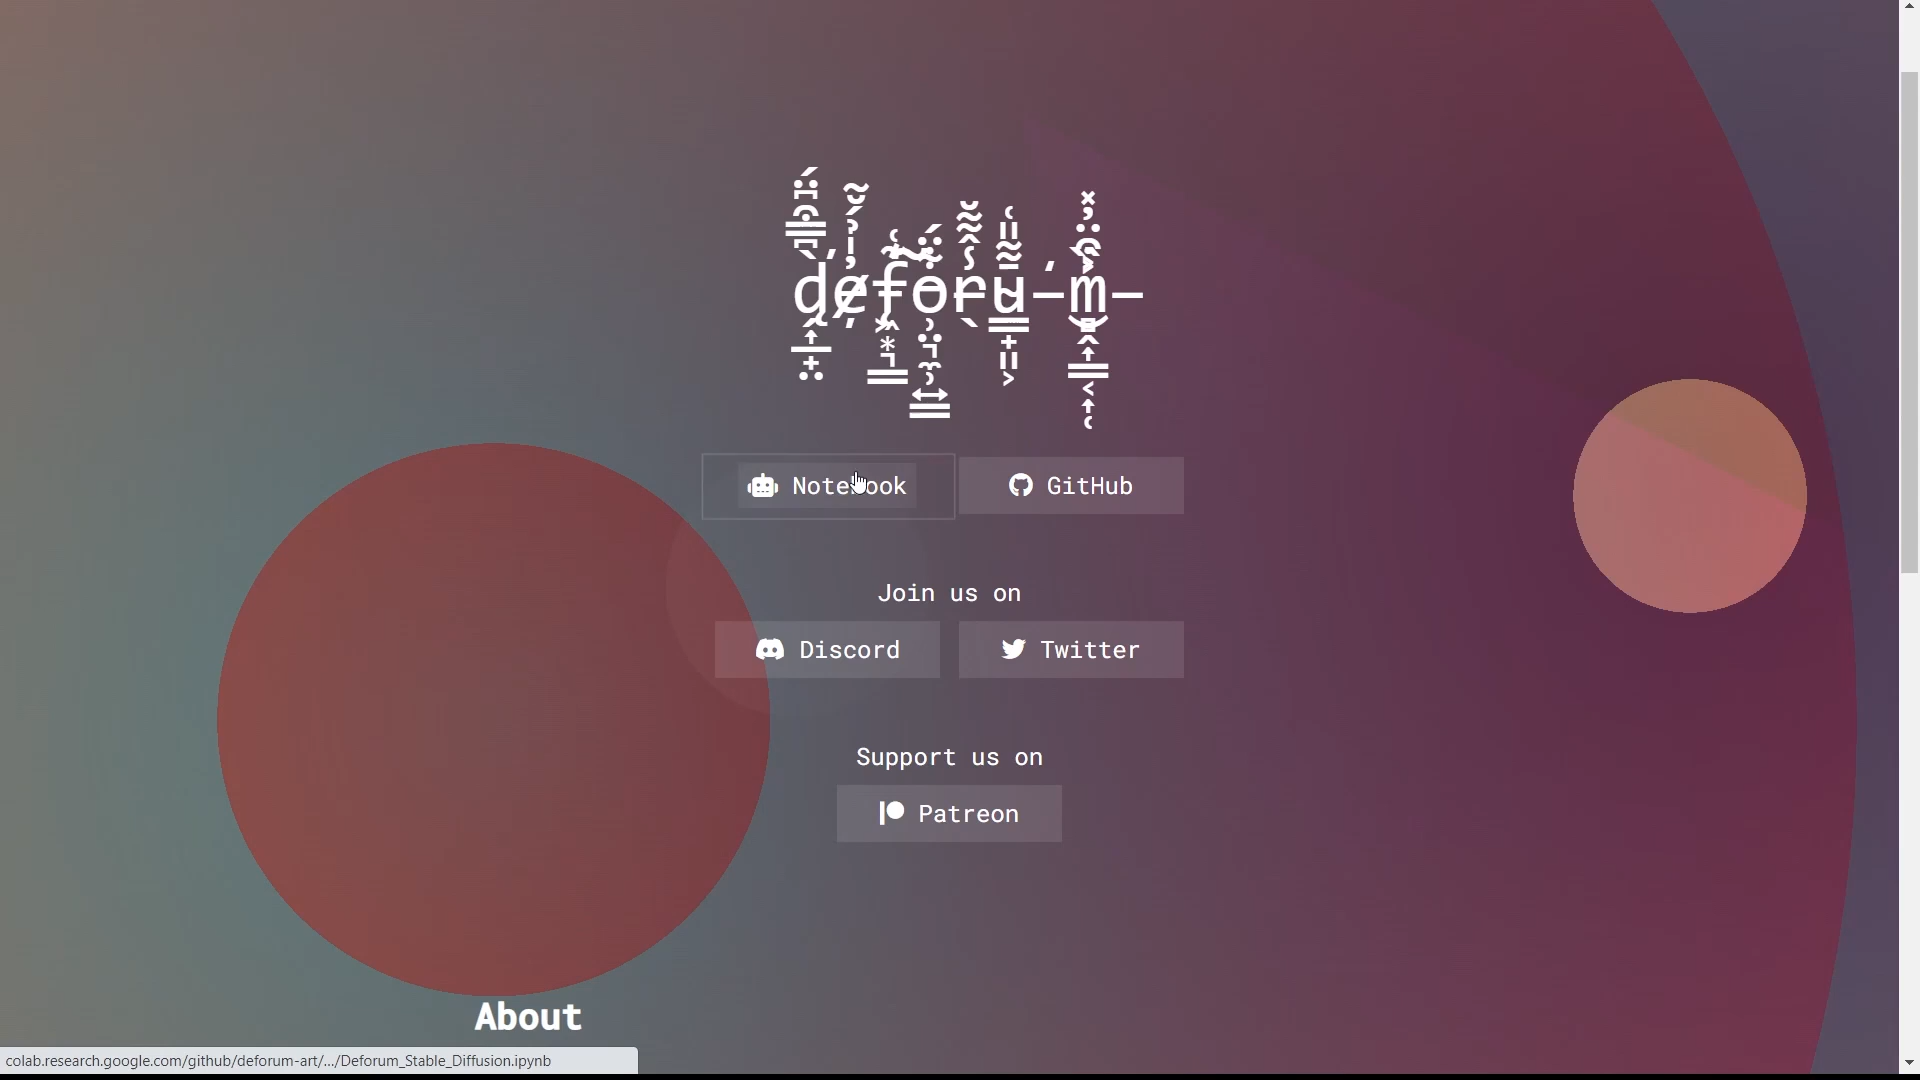 deforum
Notebook
GitHub
Join us on
Discord
Twitter
Support us on
Patreon
About
colab.research.google.com/github/deforum-art/.../Deforum_Stable_Diffusion.ipynb